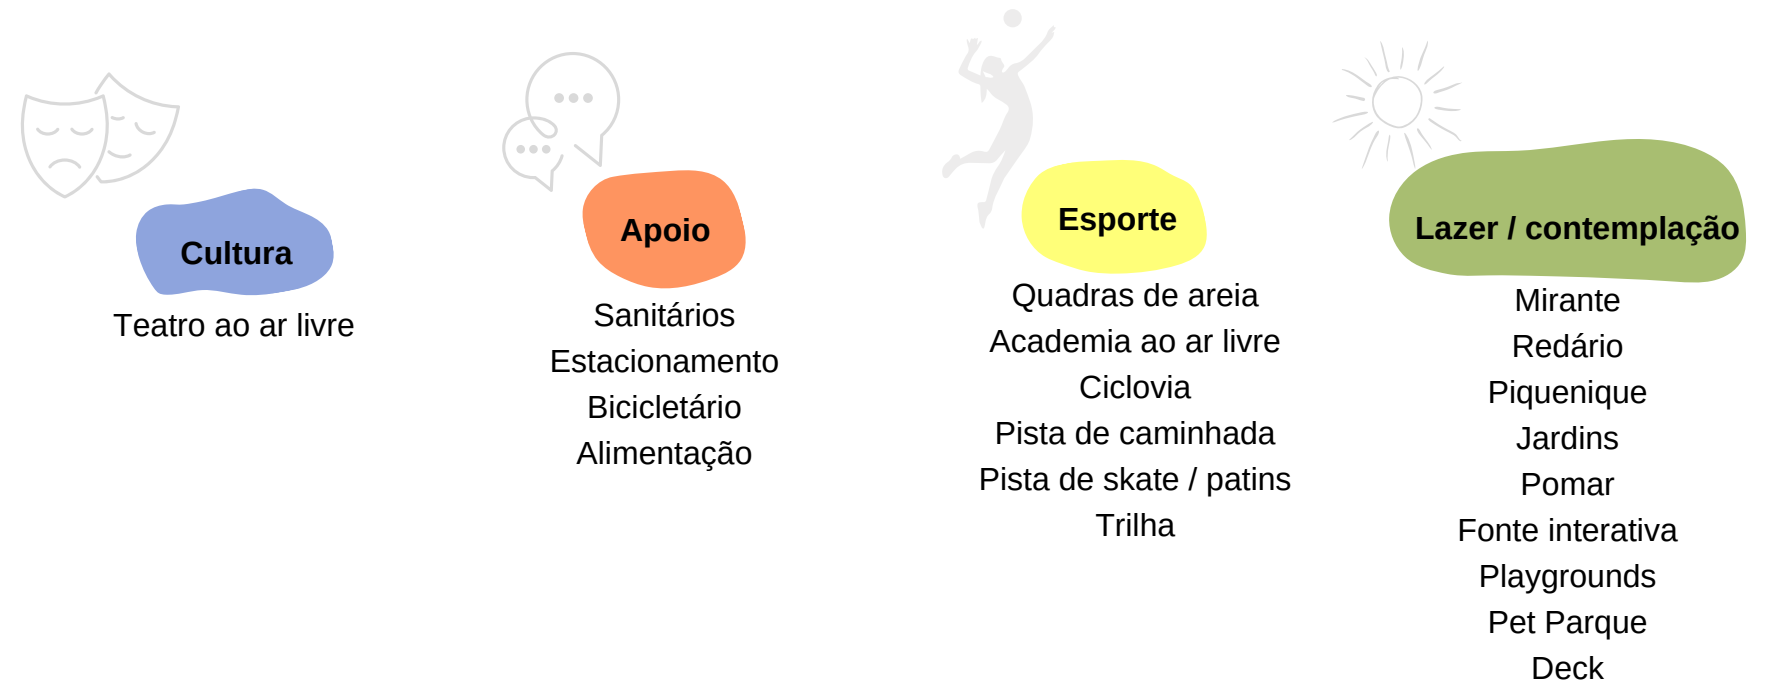 Cultura
Teatro ao ar livre
Apoio
Sanitários
Estacionamento
Bicicletário
Alimentação
Esporte
Quadras de areia
Academia ao ar livre
Ciclovia
Pista de caminhada
Pista de skate / patins
Trilha
Lazer / contemplação
Mirante
Redário
Piquenique
Jardins
Pomar
Fonte interativa
Playgrounds
Pet Parque
Deck